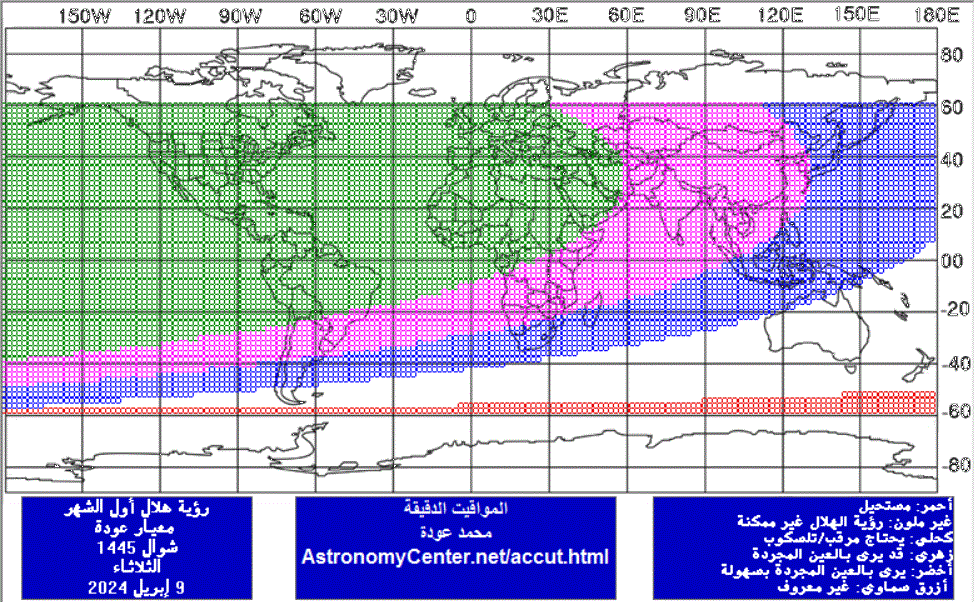 150W 120W 90W 60W 30W 0 30E 60E 90E 120E 150E 180E
80
60
40
20
00
-20
-40
-60
-80
رؤية هلال أول الشهر
معيار عودة
شوال 1445
الثلاثاء
9 إبريل 2024
المواقيت الدقيقة
محمد عودة
AstronomyCenter.net/accut.html
أحمر: مستحيل
غير ملون: رؤية الهلال غير ممكنة
كحلي: يحتاج مرقب/تلسكوب
زهري: قد يرى بالعين المجردة
أخضر: يرى بالعين المجردة بسهولة
أزرق سماوي: غير معروف